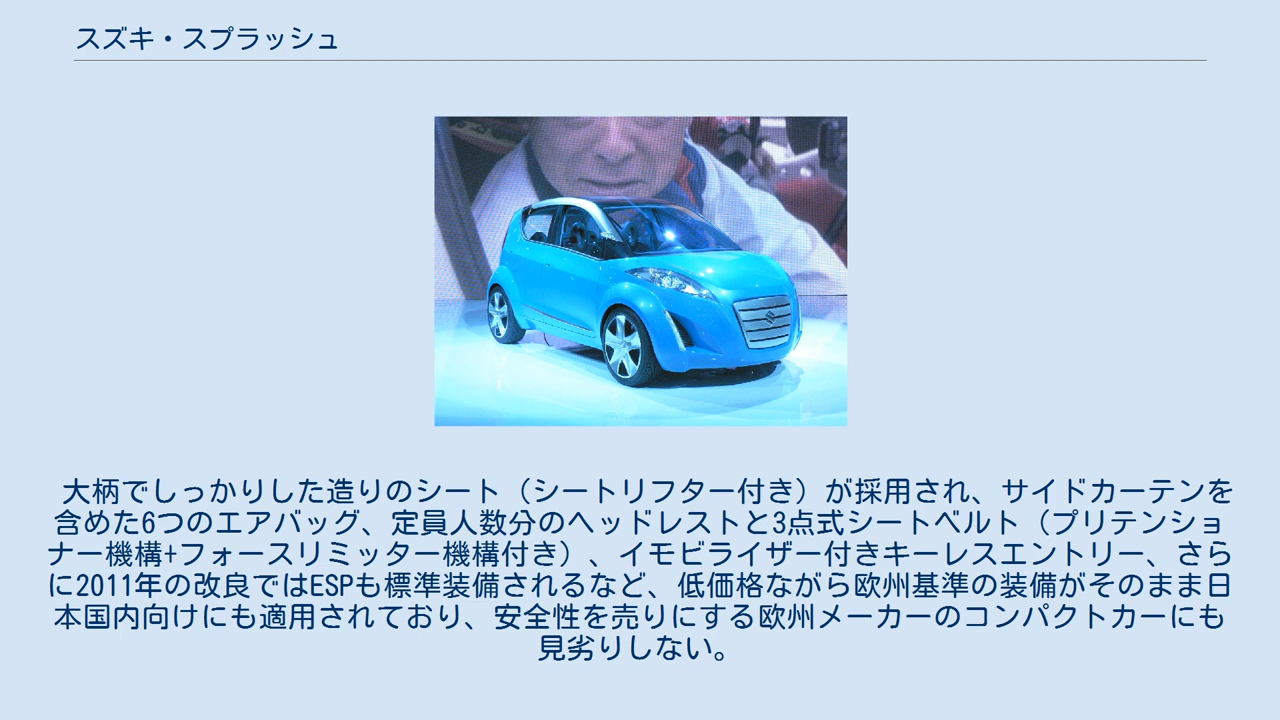 スズキ・スプラッシュ
大柄でしっかりした造りのシート（シートリフター付き）が採用され、サイドカーテンを
含めた6つのエアバッグ、定員人数分のヘッドレストと3点式シートベルト（プリテンショ
ナー機構+フォースリミッター機構付き）、イモビライザー付きキーレスエントリー、さら
に2011年の改良ではESPも標準装備されるなど、低価格ながら欧州基準の装備がそのまま日
本国内向けにも適用されており、安全性を売りにする欧州メーカーのコンパクトカーにも
見劣りしない。